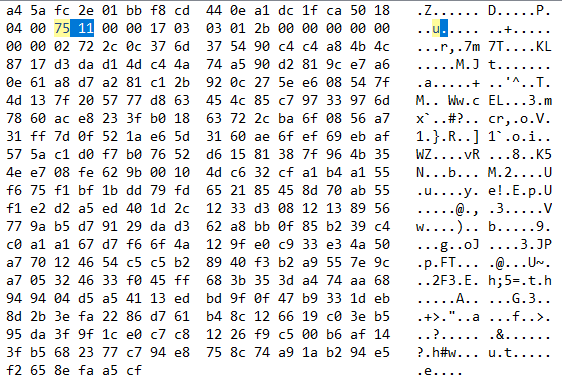 a4 5a fc 2e 01 bb f8 cd 44 0e a1 dc 1f ca 50 18 .Z......D.....P.
04 00 75 11 00 00 17 03 03 01 2b 00 00 00 00 00 ..u.......+.....
00 00 02 72 2c 0c 37 6d 37 54 90 c4 c4 a8 4b 4c ...r,.7m7T....KL
87 17 d3 da d1 4d c4 4a 74 a5 90 d2 81 9c e7 a6 .....M.Jt.......
0e 61 a8 d7 a2 81 c1 2b 92 0c 27 5e e6 08 54 7f .a.....+..'^..T.
4d 13 7f 20 57 77 d8 63 45 4c 85 c7 97 33 97 6d M.. Ww.cEL...3.m
78 60 ac e8 23 3f b0 18 63 72 2c ba 6f 08 56 a7 x`..#?..cr,.o.V.
31 ff 7d 0f 52 1a e6 5d 31 60 ae 6f ef 69 eb af 1.}.R..]1`.o.i..
57 5a c1 d0 f7 b0 76 52 d6 15 81 38 7f 96 4b 35 WZ....vR...8..K5
4e e7 08 fe 62 9b 00 10 4d c6 32 cf a1 b4 a1 55 N...b...M.2....U
f6 75 f1 bf 1b dd 79 fd 65 21 85 45 8d 70 ab 55 .u....y.e!.E.p.U
f1 e2 d2 a5 ed 40 1d 2c 12 33 d3 08 12 13 89 56 .....@.,.3.....V
77 9a b5 d7 91 29 da d3 62 a8 bb 0f 85 b2 39 c4 w....)..b.....9.
c0 a1 a1 67 d7 f6 6f 4a 12 9f e0 c9 33 e3 4a 50 ...g..oJ....3.JP
a7 70 12 46 54 c5 c5 b2 89 40 f3 b2 a9 55 7e 9c .p.FT....@...U~.
a7 05 32 46 33 f0 45 ff 68 3b 35 3d a4 74 aa 68 ..2F3.E.h;5=.t.h
94 94 04 d5 a5 41 13 ed bd 9f 0f 47 b9 33 1d eb .....A.....G.3..
8d 2b 3e fa 22 86 d7 61 b4 8c 12 66 19 c0 3e b5 .+>."..a...f..>.
95 da 3f 9f 1c e0 c7 c8 12 26 f9 c5 00 b6 af 14 ..?......&......
3f b5 68 23 77 c7 94 e8 75 8c 74 a9 1a b2 94 e5 ?.h#w...u.t.....
f2 65 8e fa a5 cf .e....